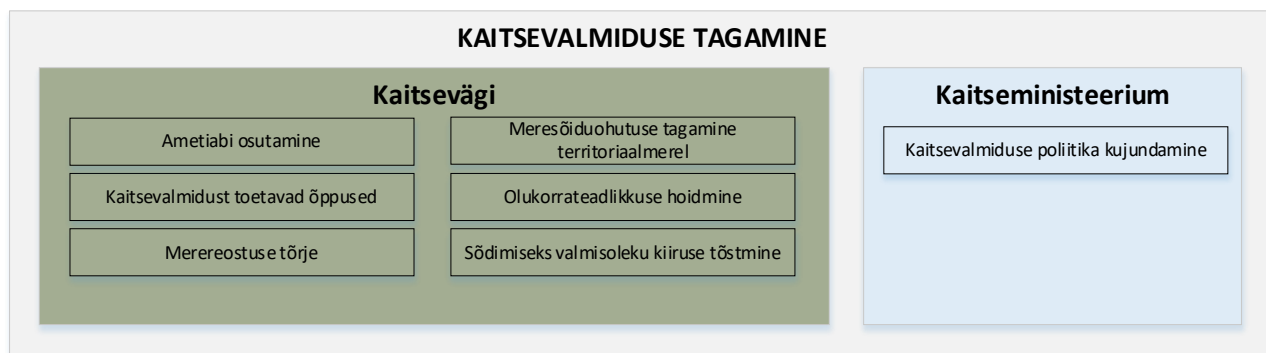 KAITSEVALMIDUSE TAGAMINE
Kaitsevägi
Ametiabi osutamine
Meresõiduohutuse tagamine
territoriaalmerel
Kaitsevalmidust toetavad õppused
Olukorrateadlikkuse hoidmine
Merereostuse tõrje
Sõdimiseks valmisoleku kiiruse tõstmine
Kaitseministeerium
Kaitsevalmiduse poliitika kujundamine